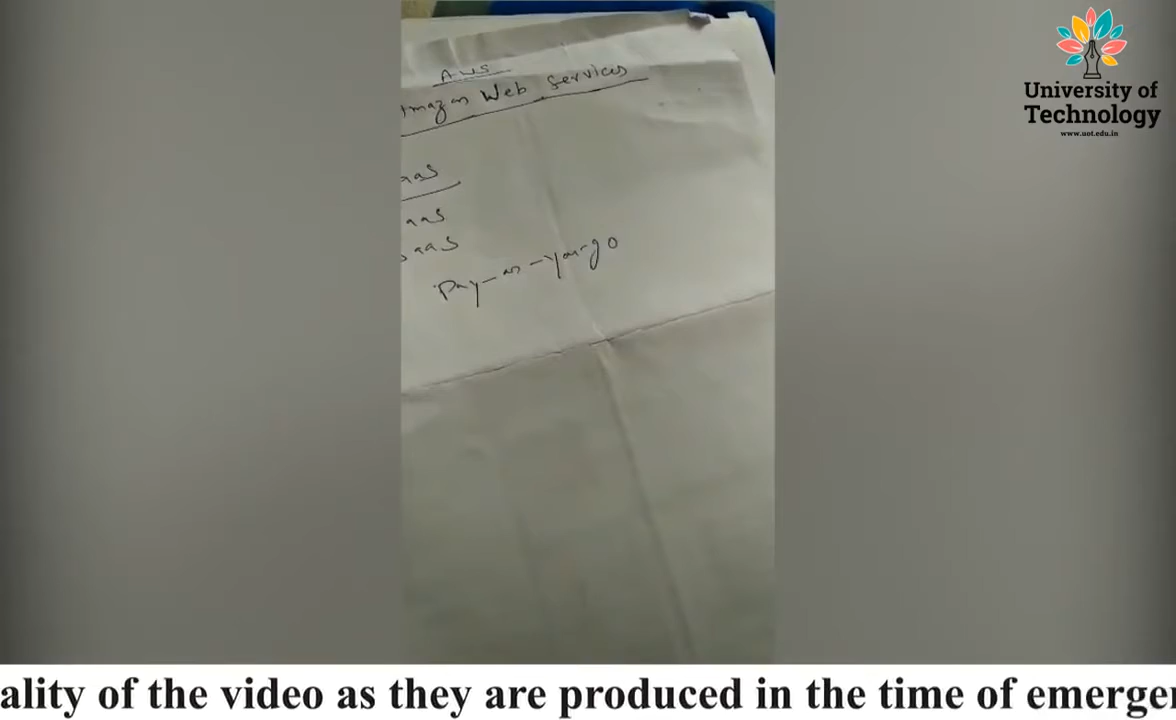 AWS
Amazon Web Services
aas
aas
aas
Pay-as-you-go
University of
Technology
www.uot.edu.in
ality of the video as they are produced in the time of emerge